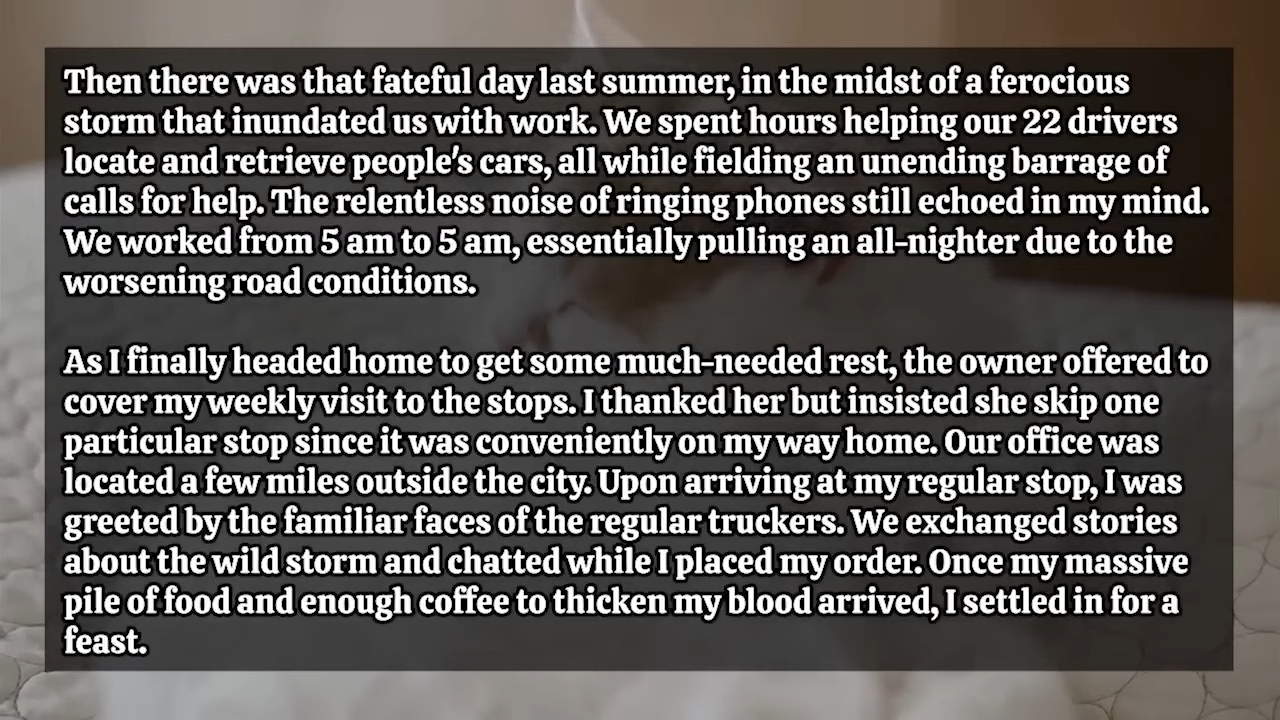 Then there was that fateful day last summer, in the midst of a ferocious
storm that inundated us with work. We spent hours helping our 22 drivers
locate and retrieve people's cars, all while fielding an unending barrage of
calls for help. The relentless noise of ringing phones still echoed in my mind.
We worked from 5 am to 5 am, essentially pulling an all-nighter due to the
worsening road conditions.
As I finally headed home to get some much-needed rest, the owner offered to
cover my weekly visit to the stops. I thanked her but insisted she skip one
particular stop since it was conveniently on my way home. Our office was
located a few miles outside the city. Upon arriving at my regular stop, I was
greeted by the familiar faces of the regular truckers. We exchanged stories
about the wild storm and chatted while I placed my order. Once my massive
pile of food and enough coffee to thicken my blood arrived, I settled in for a
feast.